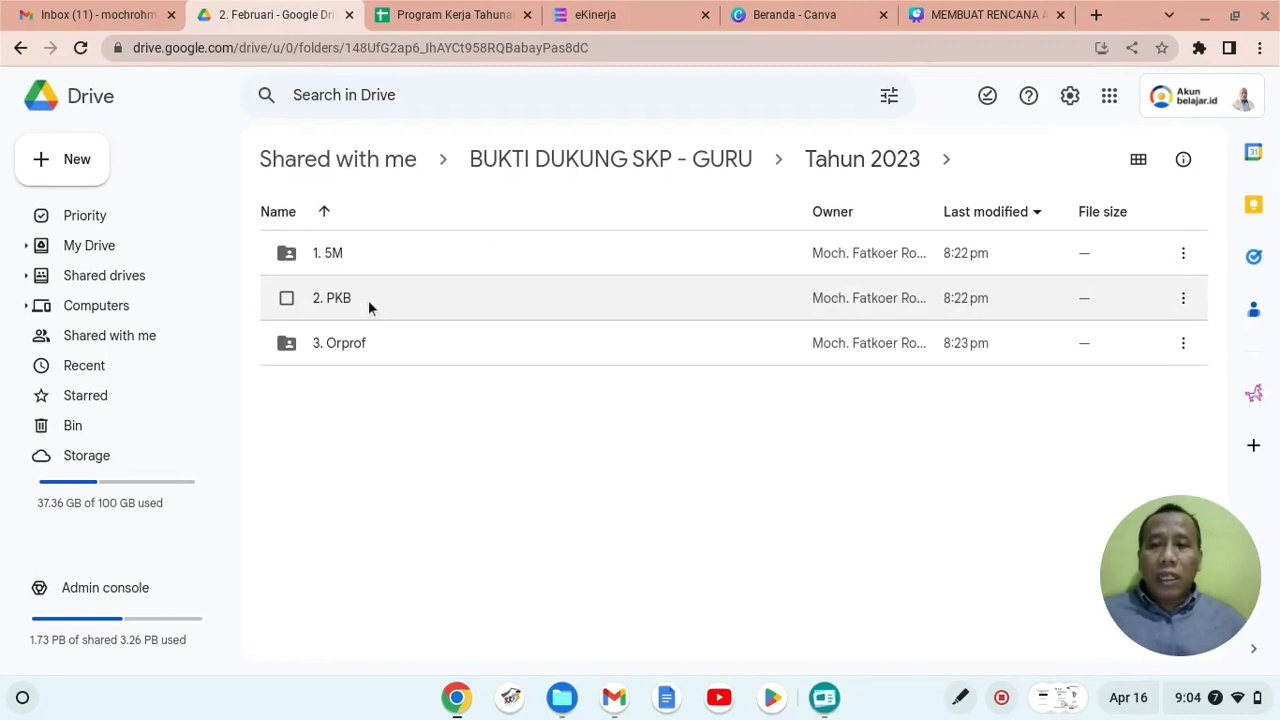 Inbox (11) - mochrohm
2. Februari - Google Dri
Program Kerja Tahuna
eKinerja
Beranda - Canva
MEMBUAT RENCANA A
drive.google.com/drive/u/0/folders/148UfG2ap6_IhAYCt958RQBabayPas8dC
Drive
Search in Drive
Akun
belajar.id
New
Shared with me
BUKTI DUKUNG SKP - GURU
Tahun 2023
Priority
My Drive
Shared drives
Computers
Shared with me
Recent
Starred
Bin
Storage
37.36 GB of 100 GB used
Admin console
1.73 PB of shared 3.26 PB used
Name
Owner
Last modified
File size
1. 5M
Moch. Fatkoer Ro...
8:22 pm
—
2. PKB
Moch. Fatkoer Ro...
8:22 pm
—
3. Orprof
Moch. Fatkoer Ro...
8:23 pm
—
31
Apr 16
9:04
7